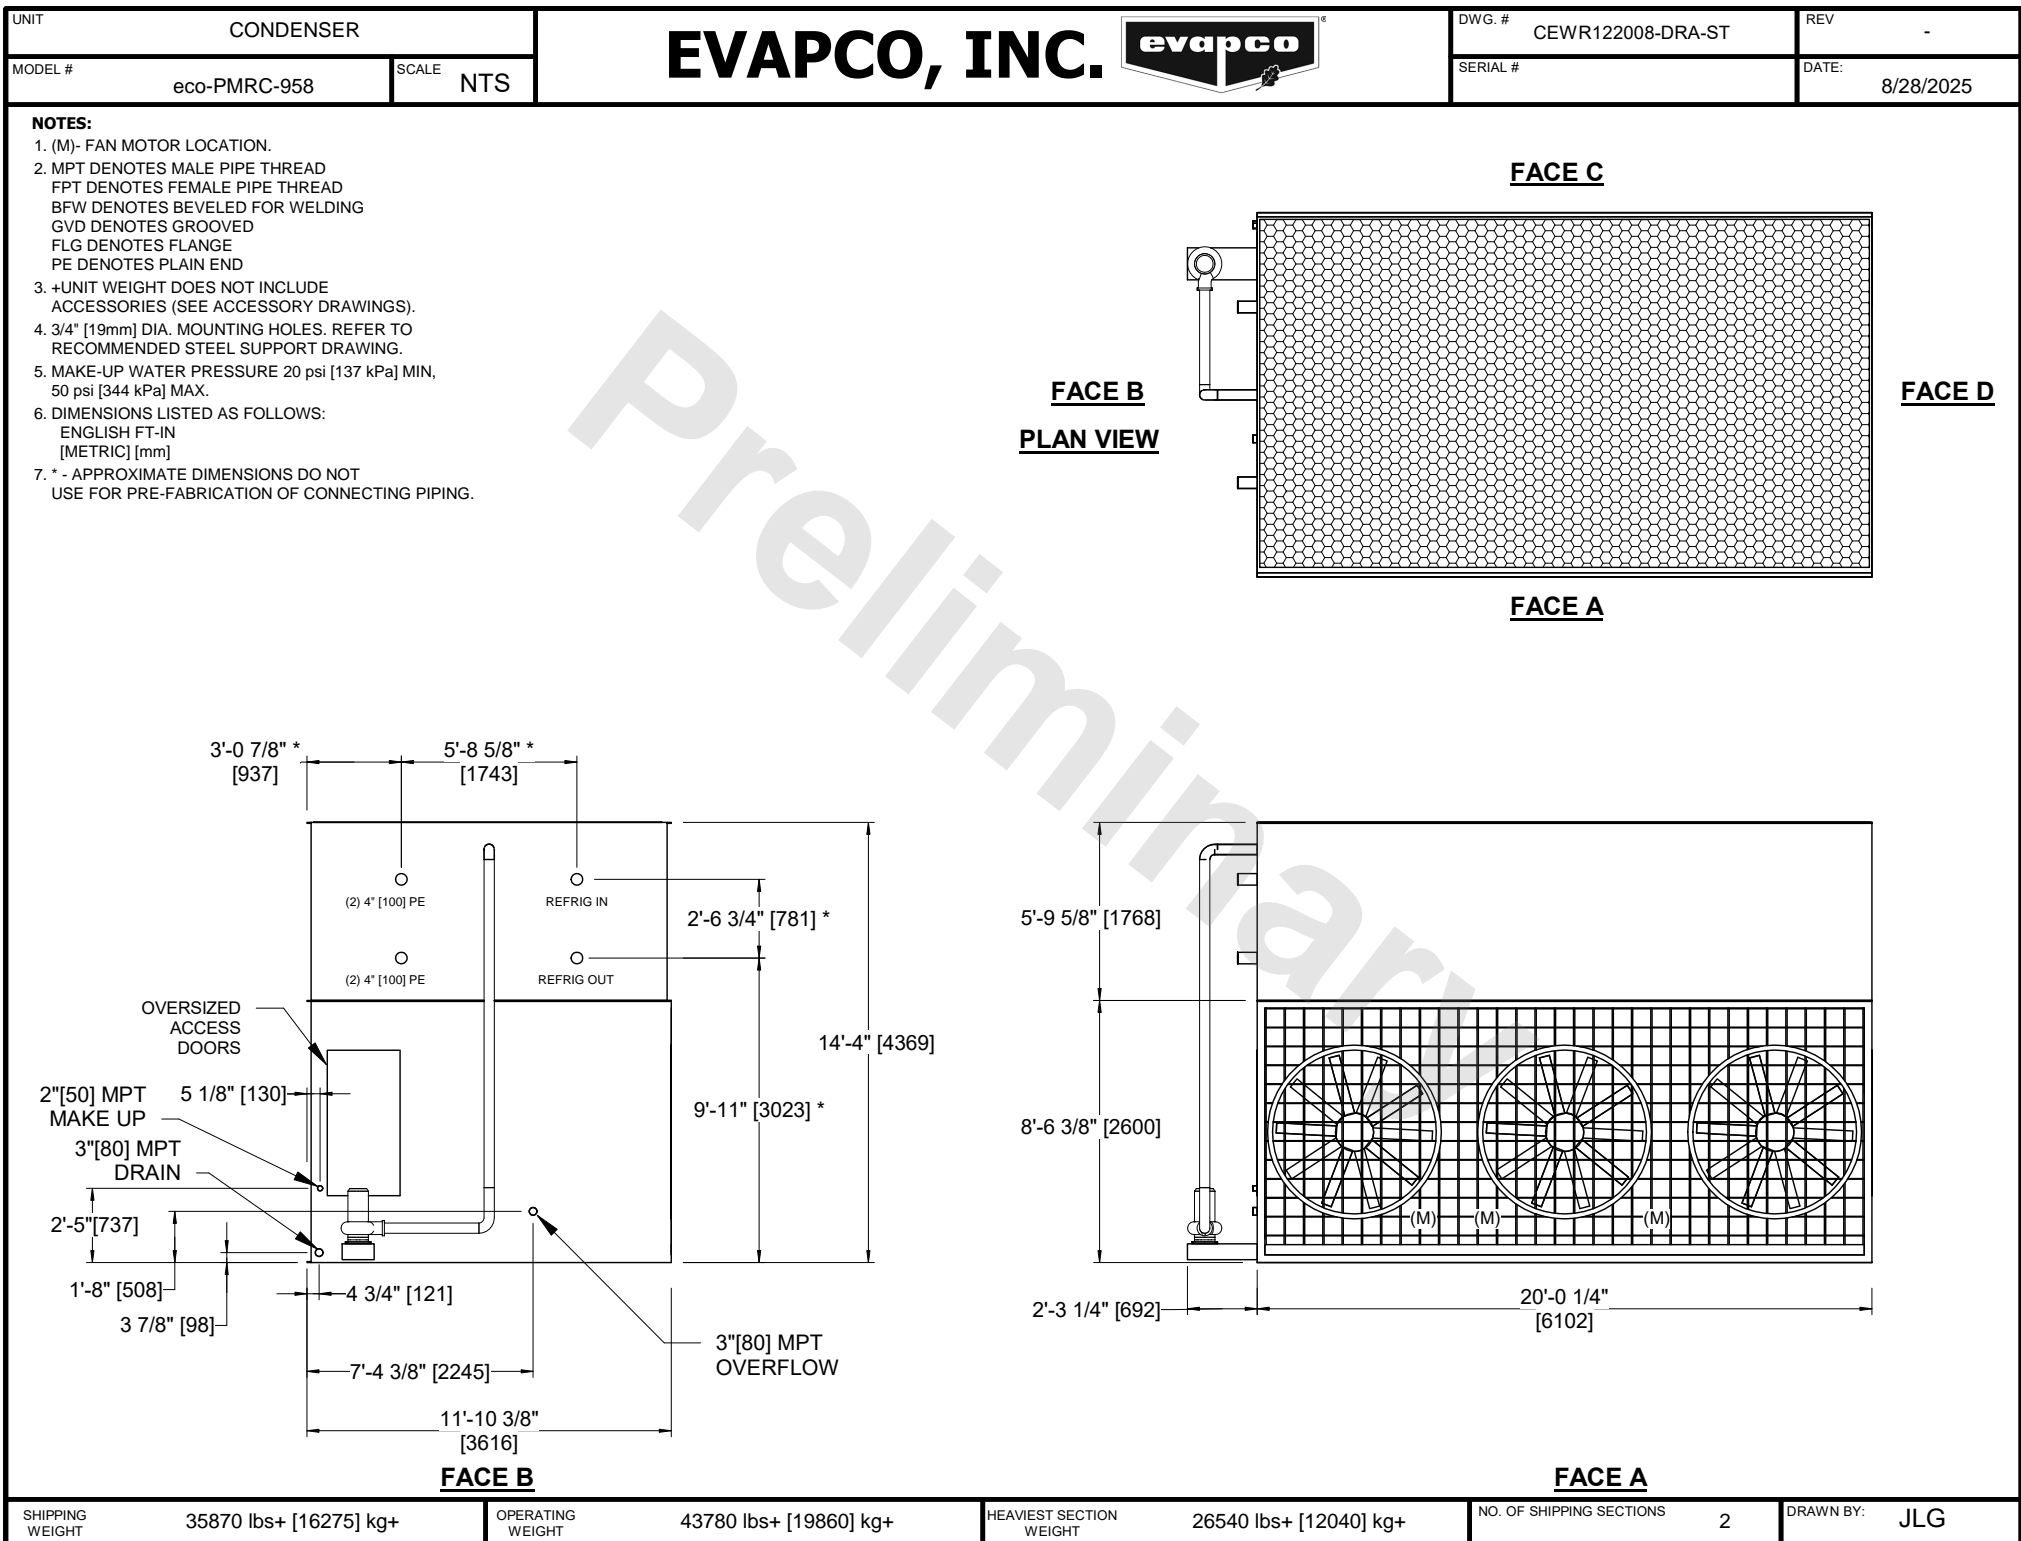 UNIT
CONDENSER
MODEL #
eco-PMRC-958
SCALE
NTS
EVAPCO, INC.
evapco
®
DWG. #
CEWR122008-DRA-ST
REV
-
SERIAL #
DATE:
8/28/2025
NOTES:
1. (M)- FAN MOTOR LOCATION.
2. MPT DENOTES MALE PIPE THREAD
FPT DENOTES FEMALE PIPE THREAD
BFW DENOTES BEVELED FOR WELDING
GVD DENOTES GROOVED
FLG DENOTES FLANGE
PE DENOTES PLAIN END
3. +UNIT WEIGHT DOES NOT INCLUDE
ACCESSORIES (SEE ACCESSORY DRAWINGS).
4. 3/4" [19mm] DIA. MOUNTING HOLES. REFER TO
RECOMMENDED STEEL SUPPORT DRAWING.
5. MAKE-UP WATER PRESSURE 20 psi [137 kPa] MIN,
50 psi [344 kPa] MAX.
6. DIMENSIONS LISTED AS FOLLOWS:
ENGLISH FT-IN
[METRIC] [mm]
7. * - APPROXIMATE DIMENSIONS DO NOT
USE FOR PRE-FABRICATION OF CONNECTING PIPING.
FACE C
FACE B
PLAN VIEW
FACE D
FACE A
Preliminary
3'-0 7/8" *
[937]
5'-8 5/8" *
[1743]
(2) 4" [100] PE
REFRIG IN
2'-6 3/4" [781] *
(2) 4" [100] PE
REFRIG OUT
OVERSIZED
ACCESS
DOORS
14'-4" [4369]
2"[50] MPT
MAKE UP
5 1/8" [130]
9'-11" [3023] *
3"[80] MPT
DRAIN
2'-5"[737]
1'-8" [508]
4 3/4" [121]
3 7/8" [98]
3"[80] MPT
OVERFLOW
7'-4 3/8" [2245]
11'-10 3/8"
[3616]
FACE B
5'-9 5/8" [1768]
8'-6 3/8" [2600]
(M)
(M)
(M)
2'-3 1/4" [692]
20'-0 1/4"
[6102]
FACE A
SHIPPING
WEIGHT
35870 lbs+ [16275] kg+
OPERATING
WEIGHT
43780 lbs+ [19860] kg+
HEAVIEST SECTION
WEIGHT
26540 lbs+ [12040] kg+
NO. OF SHIPPING SECTIONS
2
DRAWN BY:
JLG